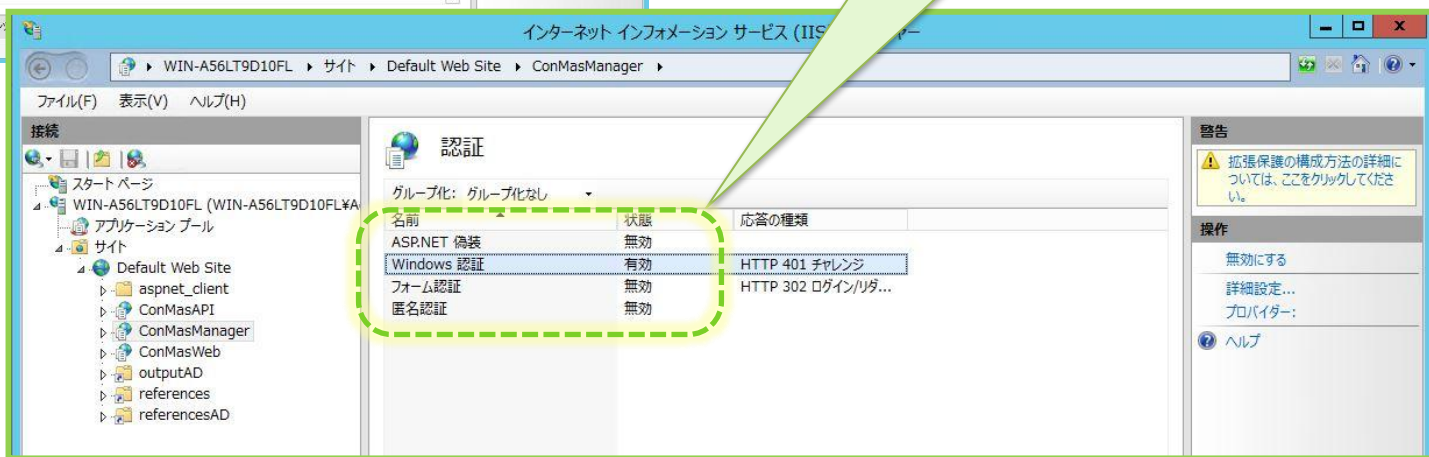 インターネット インフォメーション サービス (IIS) マネージャー
WIN-A56LT9D10FL ▸ サイト ▸ Default Web Site ▸ ConMasManager ▸
ファイル(F) 表示(V) ヘルプ(H)
接続
スタート ページ
WIN-A56LT9D10FL (WIN-A56LT9D10FL¥A
アプリケーション プール
サイト
Default Web Site
aspnet_client
ConMasAPI
ConMasManager
ConMasWeb
outputAD
references
referencesAD
認証
グループ化: グループ化なし
名前 状態 応答の種類
ASP.NET 偽装 無効
Windows 認証 有効 HTTP 401 チャレンジ
フォーム認証 無効 HTTP 302 ログイン/リダ...
匿名認証 無効
警告
拡張保護の構成方法の詳細に
ついては、ここをクリックしてくださ
い。
操作
無効にする
詳細設定...
プロバイダー:
ヘルプ